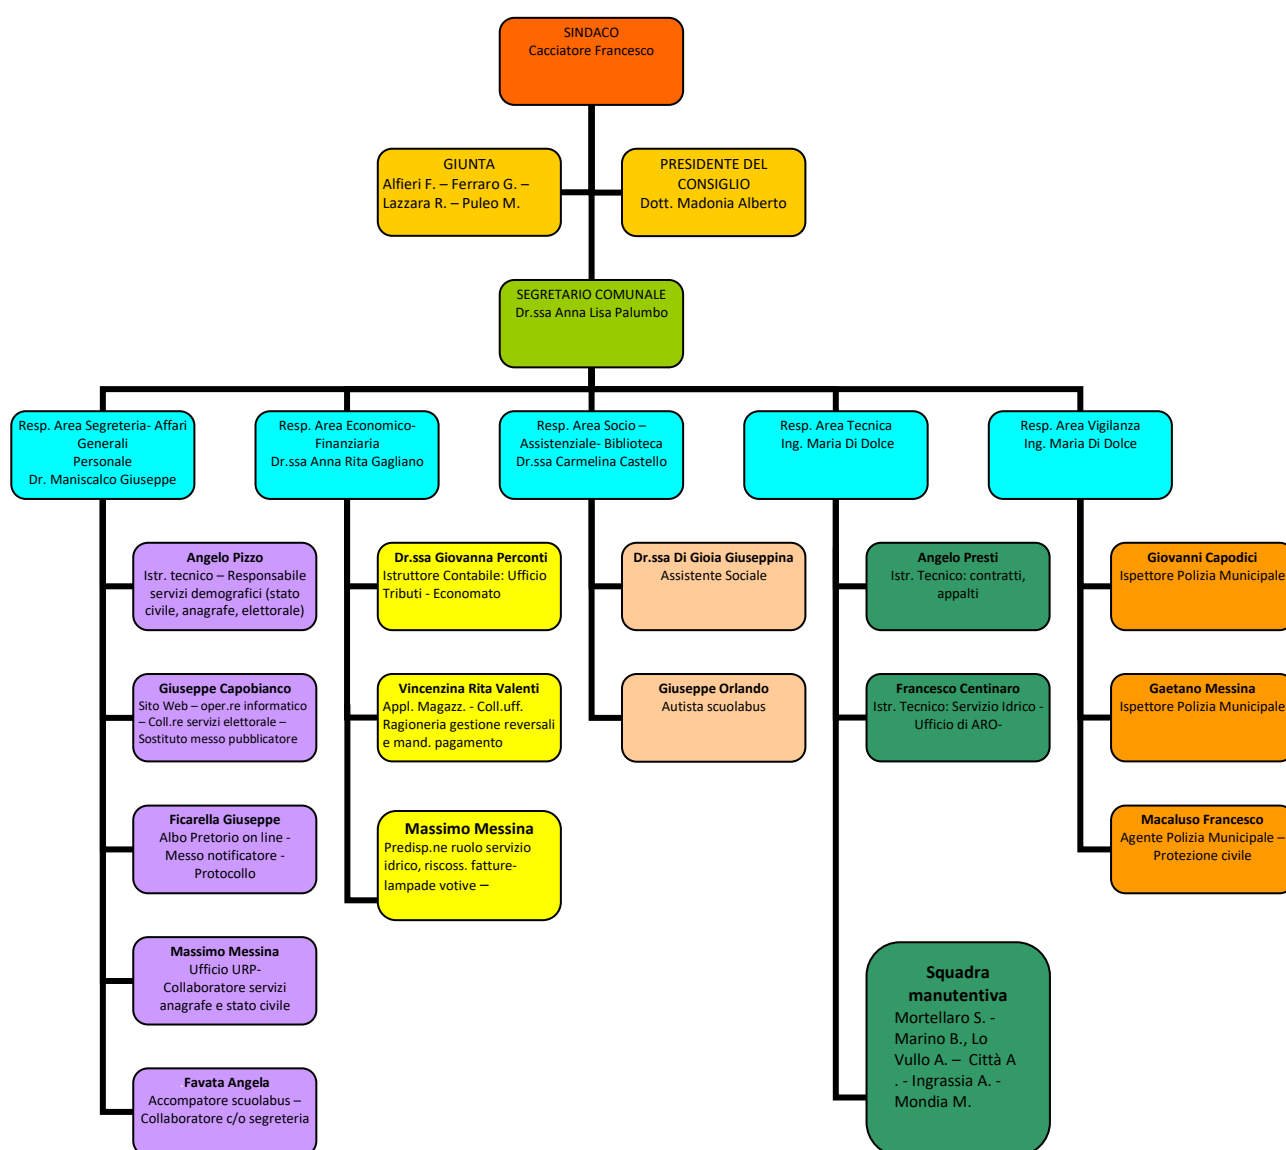 SINDACO
Cacciatore Francesco
GIUNTA
Alfieri F. – Ferraro G. –
Lazzara R. – Puleo M.
PRESIDENTE DEL
CONSIGLIO
Dott. Madonia Alberto
SEGRETARIO COMUNALE
Dr.ssa Anna Lisa Palumbo
Resp. Area Segreteria- Affari
Generali
Personale
Dr. Maniscalco Giuseppe
Resp. Area Economico-
Finanziaria
Dr.ssa Anna Rita Gagliano
Resp. Area Socio –
Assistenziale- Biblioteca
Dr.ssa Carmelina Castello
Resp. Area Tecnica
Ing. Maria Di Dolce
Resp. Area Vigilanza
Ing. Maria Di Dolce
Angelo Pizzo
Istr. tecnico – Responsabile
servizi demografici (stato
civile, anagrafe, elettorale)
Dr.ssa Giovanna Perconti
Istruttore Contabile: Ufficio
Tributi - Economato
Dr.ssa Di Gioia Giuseppina
Assistente Sociale
Angelo Presti
Istr. Tecnico: contratti,
appalti
Giovanni Capodici
Ispettore Polizia Municipale
Giuseppe Capobianco
Sito Web – oper.re informatico
– Coll.re servizi elettorale –
Sostituto messo pubblicatore
Vincenzina Rita Valenti
Appl. Magazz. - Coll.uff.
Ragioneria gestione reversali
e mand. pagamento
Giuseppe Orlando
Autista scuolabus
Francesco Centinaro
Istr. Tecnico: Servizio Idrico -
Ufficio di ARO-
Gaetano Messina
Ispettore Polizia Municipale
Ficarella Giuseppe
Albo Pretorio on line -
Messo notificatore -
Protocollo
Massimo Messina
Predisp.ne ruolo servizio
idrico, riscoss. fatture-
lampade votive –
Macaluso Francesco
Agente Polizia Municipale –
Protezione civile
Massimo Messina
Ufficio URP-
Collaboratore servizi
anagrafe e stato civile
Squadra
manutentiva
Mortellaro S. -
Marino B., Lo
Vullo A. – Città A
. - Ingrassia A. -
Mondia M.
Favata Angela
Accompatore scuolabus –
Collaboratore c/o segreteria